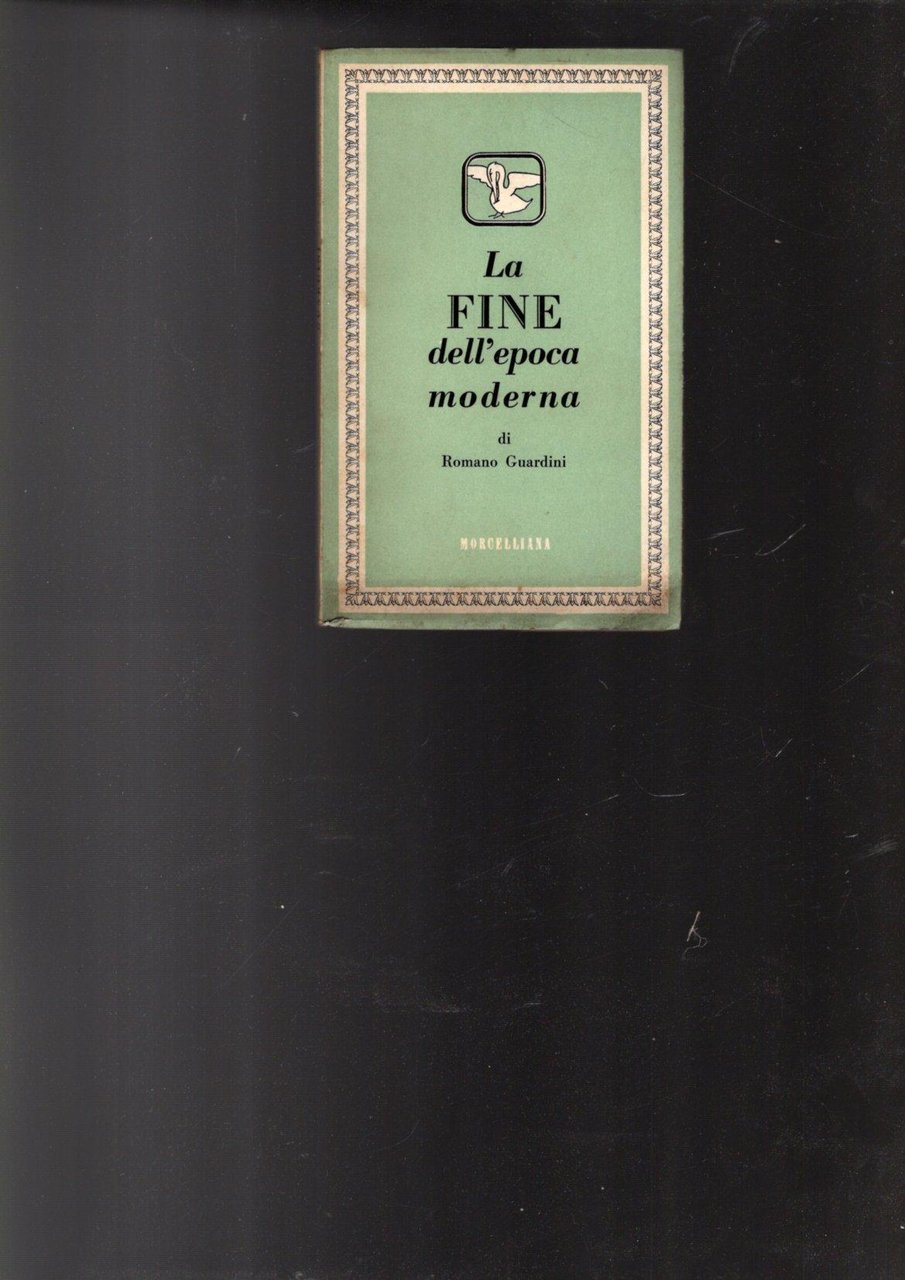 La
FINE
dell'epoca
moderna
di
Romano Guardini
MORCELLIANA